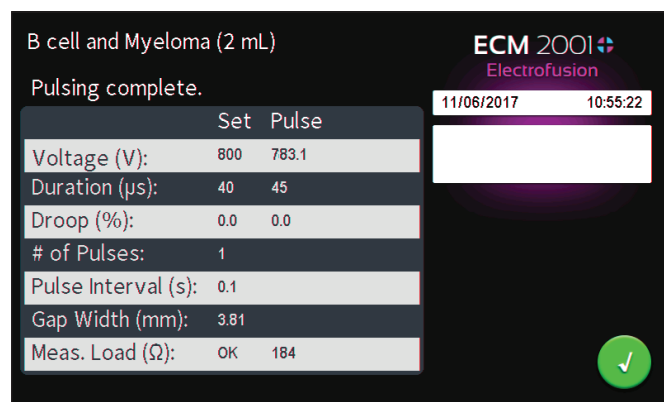 B cell and Myeloma (2 mL)
ECM 2001
Electrofusion
Pulsing complete.
11/06/2017 10:55:22
Set Pulse
Voltage (V): 800 783.1
Duration (µs): 40 45
Droop (%): 0.0 0.0
# of Pulses: 1
Pulse Interval (s): 0.1
Gap Width (mm): 3.81
Meas. Load (Ω): OK 184